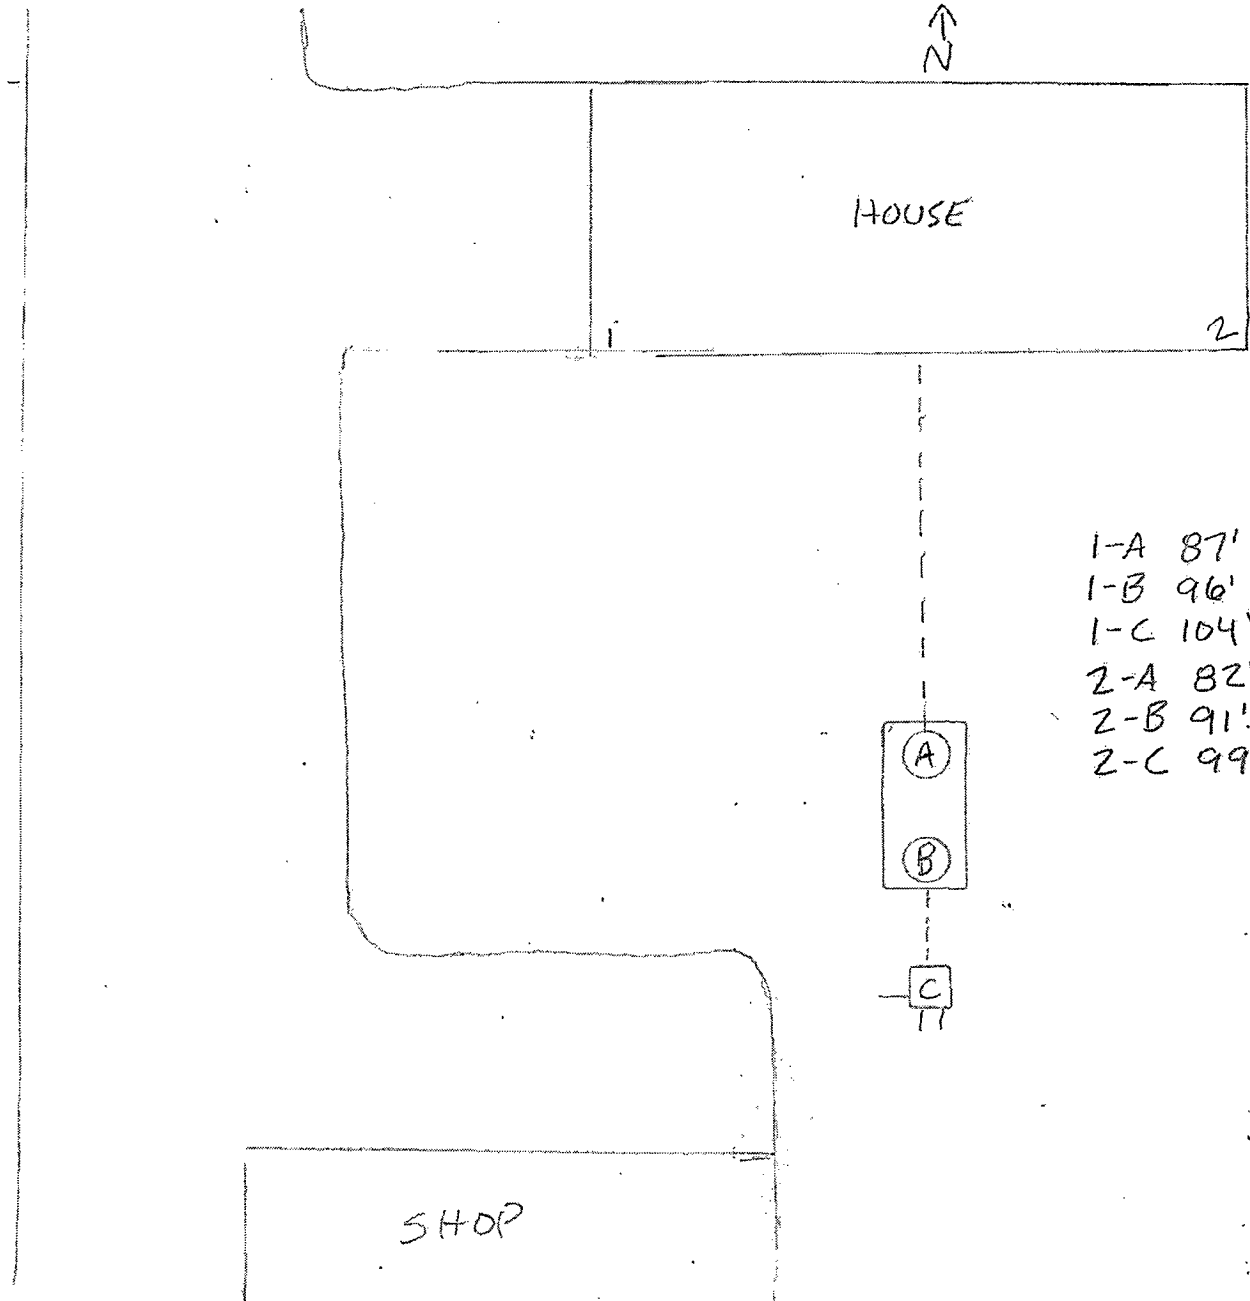 N
HOUSE
1
2
1-A 87'
1-B 96'
1-C 104'
2-A 82'
2-B 91'
2-C 99
A
B
C
SHOP